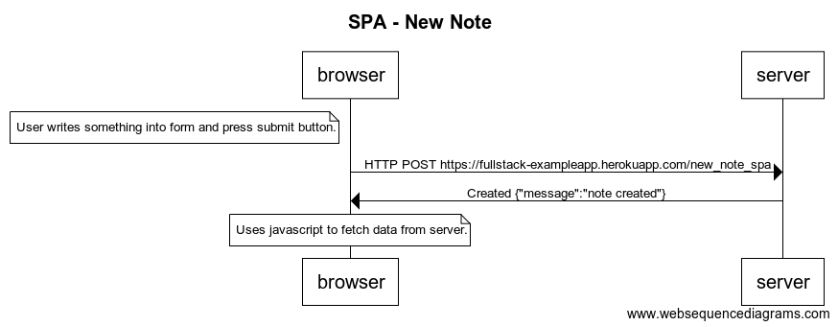 SPA - New Note
browser
server
User writes something into form and press submit button.
HTTP POST https://fullstack-exampleapp.herokuapp.com/new_note_spa
Created {"message":"note created"}
Uses javascript to fetch data from server.
browser
server
www.websequencediagrams.com